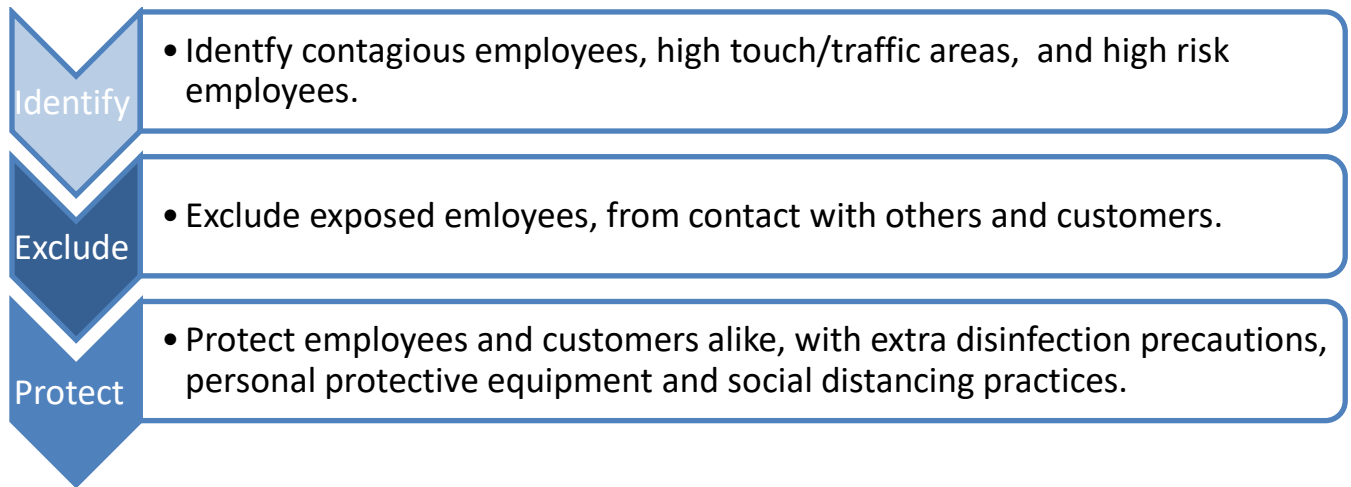 Identify
• Identfy contagious employees, high touch/traffic areas,  and high risk
employees.
Exclude
• Exclude exposed emloyees, from contact with others and customers.
Protect
• Protect employees and customers alike, with extra disinfection precautions,
personal protective equipment and social distancing practices.